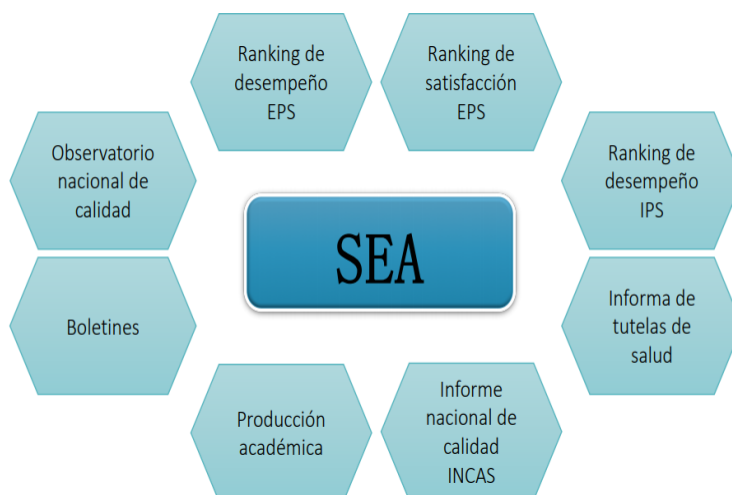 Ranking de
desempeño
EPS
Ranking de
satisfacción
EPS
Observatorio
nacional de
calidad
Ranking de
desempeño
IPS
SEA
Boletines
Informa de
tutelas de
salud
Producción
académica
Informe
nacional de
calidad
INCAS